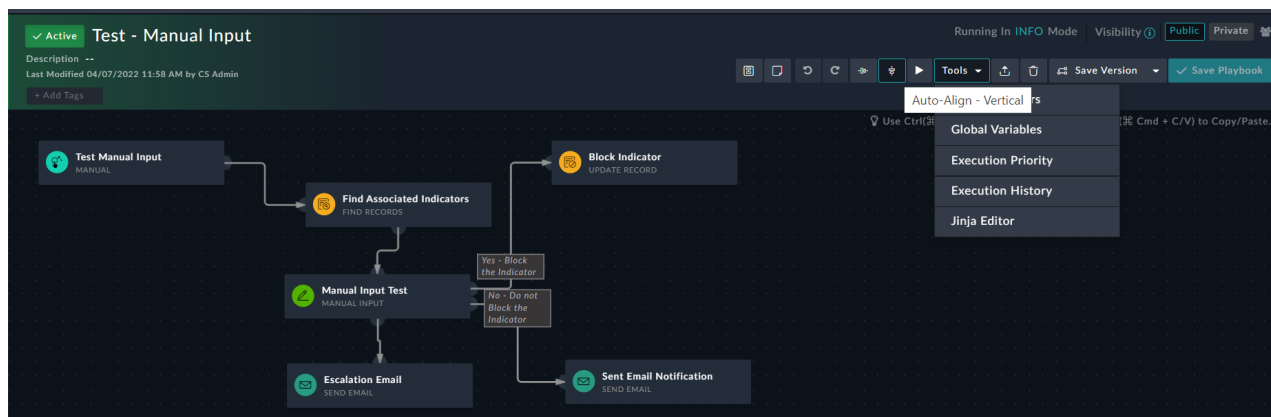 Active Test - Manual Input
Running In INFO Mode Visibility Public Private
Description --
Last Modified 04/07/2022 11:58 AM by CS Admin
Tools Save Version Save Playbook
+ Add Tags
Auto-Align - Vertical
Use Ctrl(⌘ ⌘ Cmd + C/V) to Copy/Paste.
Global Variables
Execution Priority
Execution History
Jinja Editor
Test Manual Input
MANUAL
Block Indicator
UPDATE RECORD
Find Associated Indicators
FIND RECORDS
Yes - Block
the Indicator
Manual Input Test
MANUAL INPUT
No - Do not
Block the
Indicator
Escalation Email
SEND EMAIL
Sent Email Notification
SEND EMAIL